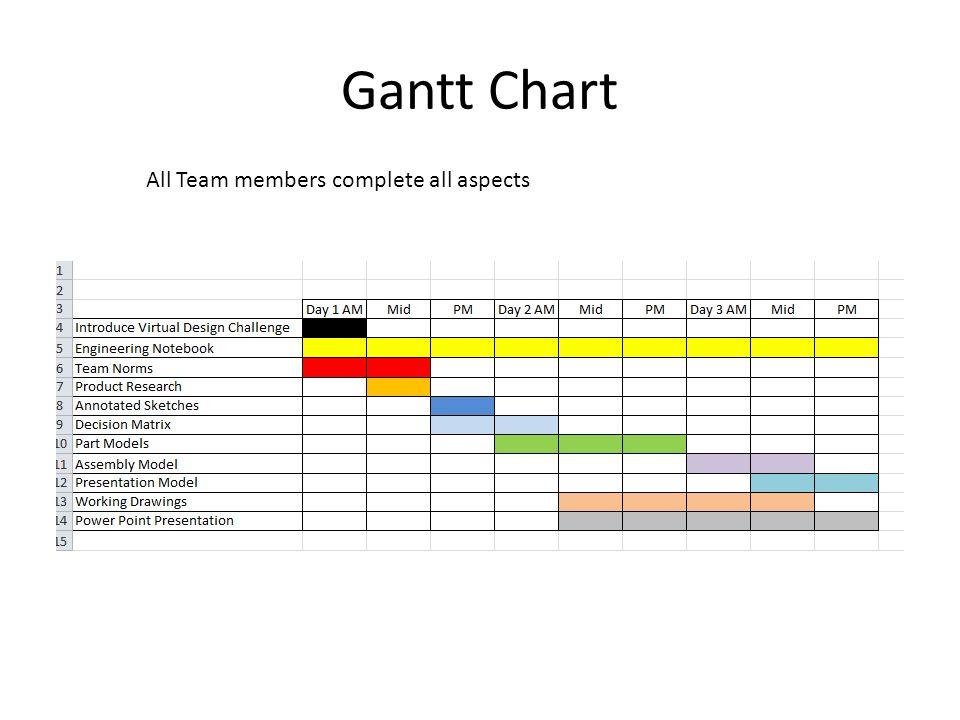 Gantt Chart
All Team members complete all aspects
1
2
3 Day 1 AM Mid PM Day 2 AM Mid PM Day 3 AM Mid PM
4 Introduce Virtual Design Challenge
5 Engineering Notebook
6 Team Norms
7 Product Research
8 Annotated Sketches
9 Decision Matrix
10 Part Models
11 Assembly Model
12 Presentation Model
13 Working Drawings
14 Power Point Presentation
15